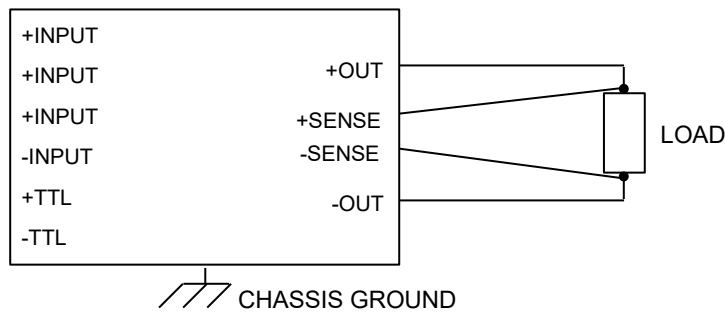 +INPUT
+INPUT
+INPUT
-INPUT
+TTL
-TTL
+OUT
+SENSE
-SENSE
-OUT
LOAD
CHASSIS GROUND